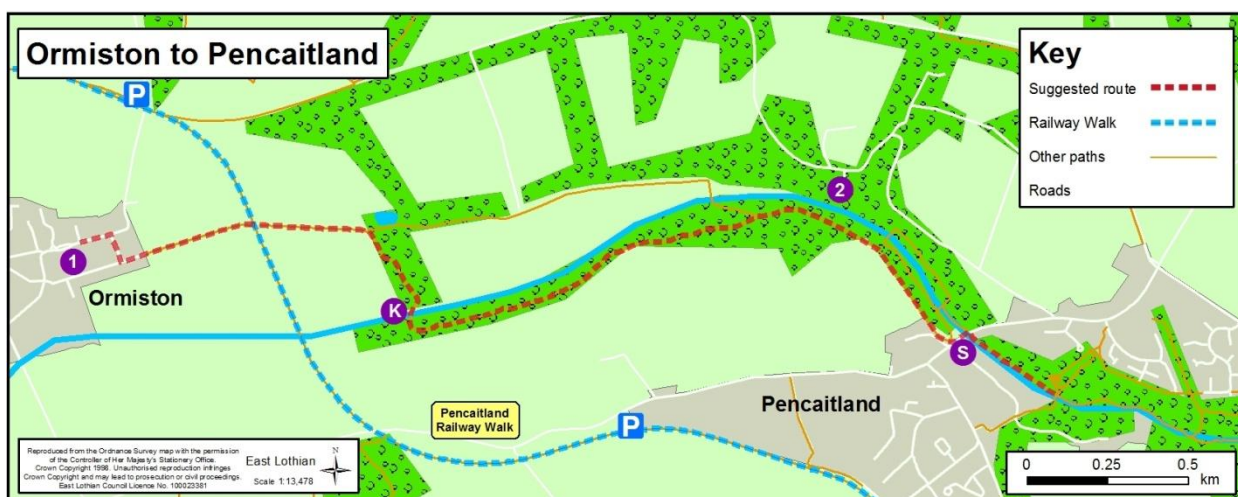 Ormiston to Pencaitland
P
Key
Suggested route
Railway Walk
Other paths
Roads
2
1
Ormiston
K
S
Pencaitland
Pencaitland
Railway Walk
P
Reproduced from the Ordnance Survey map with the permission
of the Controller of Her Majesty's Stationery Office.
Crown Copyright 1998. Unauthorised reproduction infringes
Crown Copyright and may lead to prosecution or civil proceedings.
East Lothian Council Licence No. 100023381
East Lothian
Scale 1:13,478
N
0 0.25 0.5
km